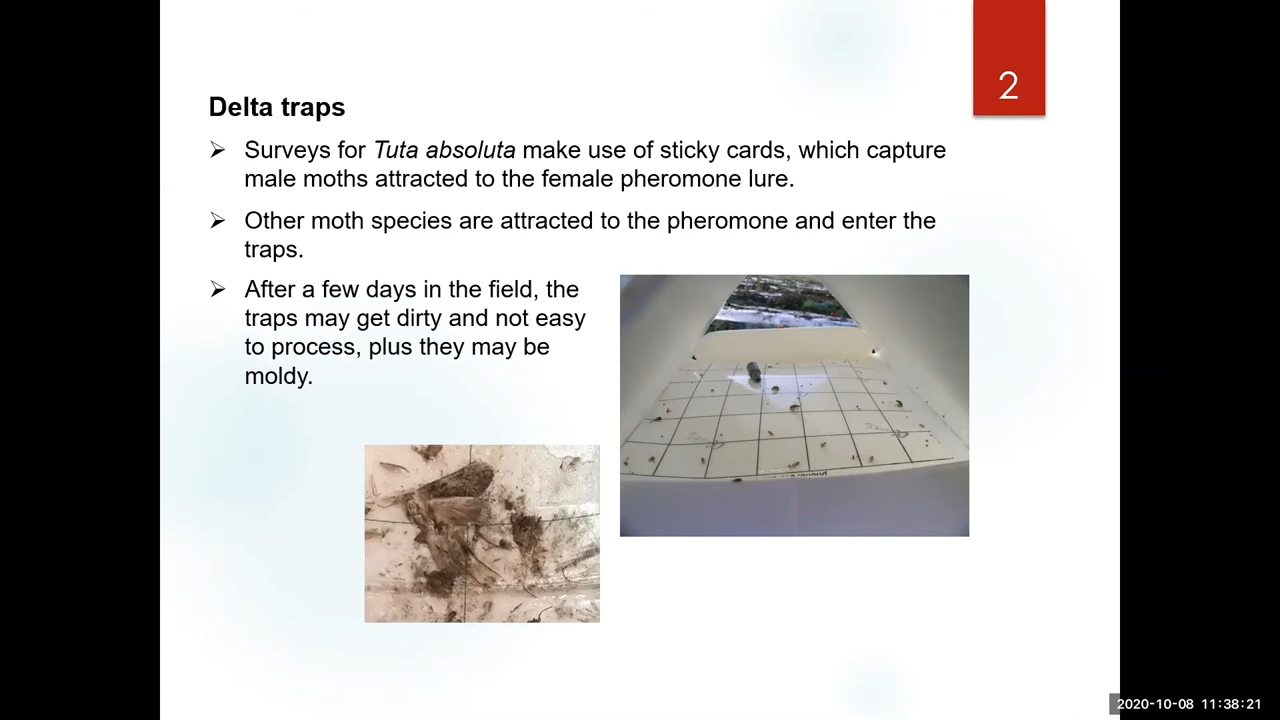 2
Delta traps
➢ Surveys for Tuta absoluta make use of sticky cards, which capture
male moths attracted to the female pheromone lure.
➢ Other moth species are attracted to the pheromone and enter the
traps.
➢ After a few days in the field, the
traps may get dirty and not easy
to process, plus they may be
moldy.
2020-10-08 11:38:21